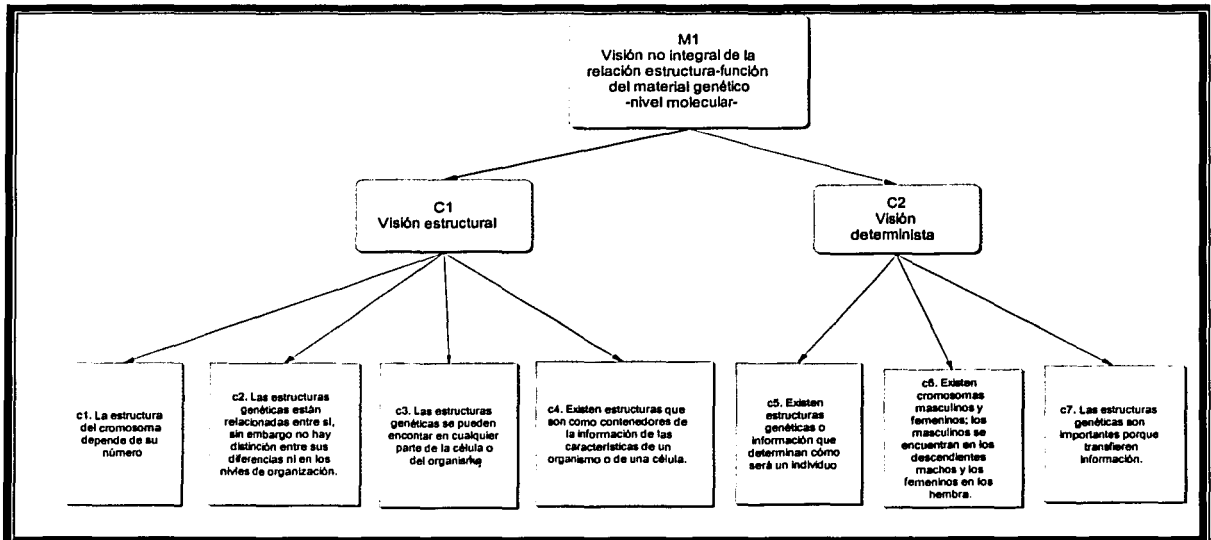 M1
Visión no integral de la
relación estructura-función
del material genético
-nivel molecular-
C1
Visión estructural
C2
Visión
determinista
c1. La estructura
del cromosoma
depende de su
número
c2. Las estructuras
genéticas están
relacionadas entre sí,
sin embargo no hay
distinción entre sus
diferencias ni en los
niveles de organización.
c3. Las estructuras
genéticas se pueden
encontar en cualquier
parte de la célula o
del organismo
c4. Existen estructuras que
son como contenedores de
la información de las
características de un
organismo o de una célula.
c5. Existen
estructuras
genéticas o
información que
determinan cómo
será un individuo
c6. Existen
cromosomas
masculinos y
femeninos; los
masculinos se
encuentran en los
descendientes
machos y los
femeninos en los
hembra.
c7. Las estructuras
genéticas son
importantes porque
transfieren
información.